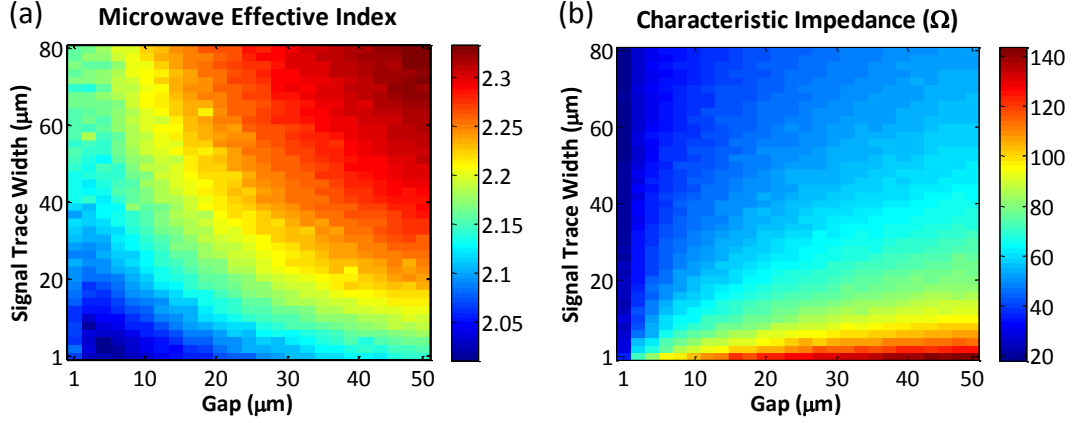 (a) Microwave Effective Index
Signal Trace Width (μm)
80
60
40
20
1
1 10 20 30 40 50
Gap (μm)
2.3
2.25
2.2
2.15
2.1
2.05
(b) Characteristic Impedance (Ω)
Signal Trace Width (μm)
80
60
40
20
1
1 10 20 30 40 50
Gap (μm)
140
120
100
80
60
40
20